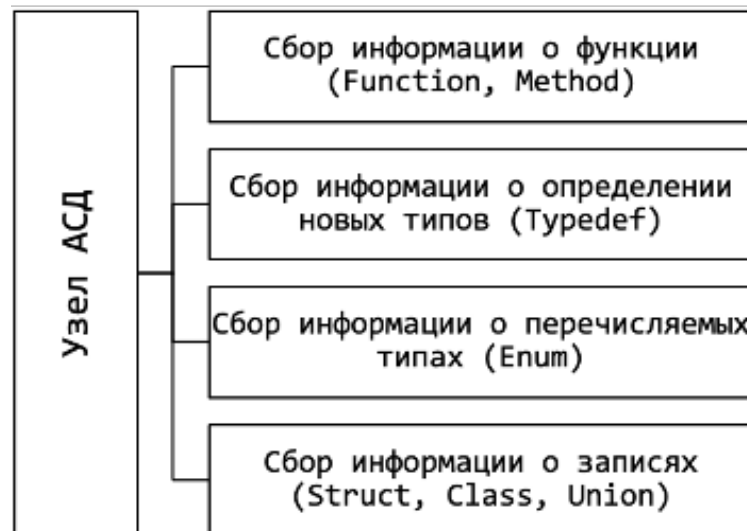 Узел АСД
Сбор информации о функции
(Function, Method)
Сбор информации о определении
новых типов (Typedef)
Сбор информации о перечисляемых
типах (Enum)
Сбор информации о записях
(Struct, Class, Union)